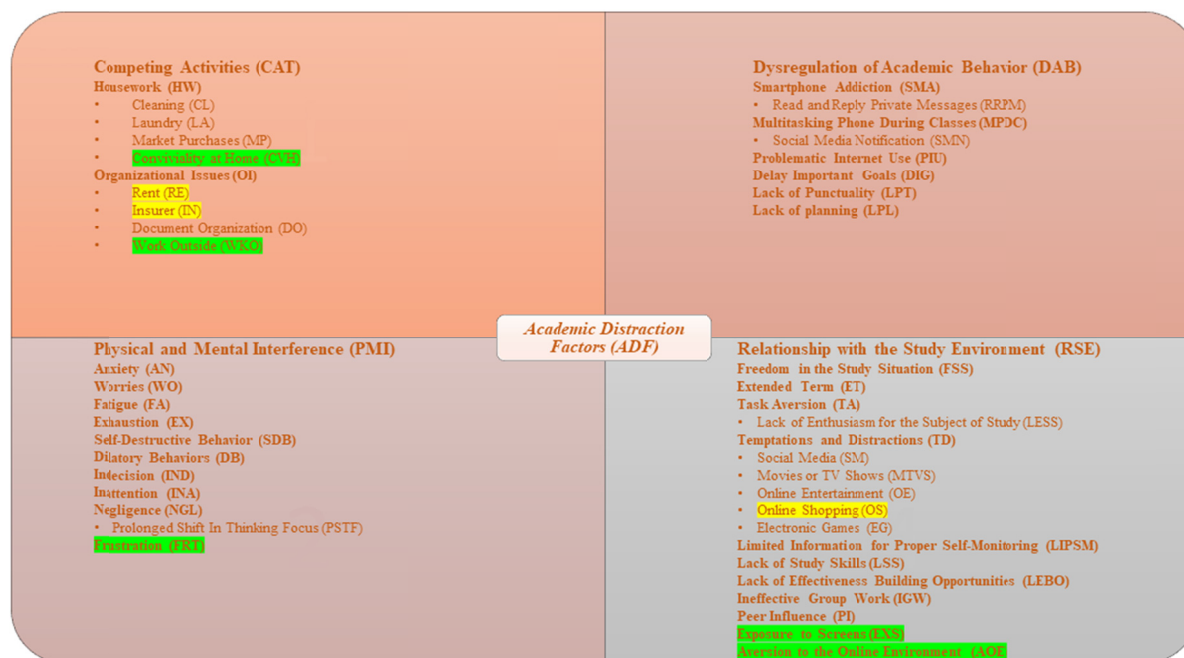 Competing Activities (CAT)
Housework (HW)
• Cleaning (CL)
• Laundry (LA)
• Market Purchases (MP)
• Conviviality at Home (CVH)
Organizational Issues (OI)
• Rent (RE)
• Insurer (IN)
• Document Organization (DO)
• Work Outside (WKO)
Dysregulation of Academic Behavior (DAB)
Smartphone Addiction (SMA)
• Read and Reply Private Messages (RRPM)
Multitasking Phone During Classes (MPDC)
• Social Media Notification (SMN)
Problematic Internet Use (PIU)
Delay Important Goals (DIG)
Lack of Punctuality (LPT)
Lack of planning (LPL)
Academic Distraction
Factors (ADF)
Physical and Mental Interference (PMI)
Anxiety (AN)
Worries (WO)
Fatigue (FA)
Exhaustion (EX)
Self-Destructive Behavior (SDB)
Dilatory Behaviors (DB)
Indecision (IND)
Inattention (INA)
Negligence (NGL)
• Prolonged Shift In Thinking Focus (PSTF)
Frustration (FRT)
Relationship with the Study Environment (RSE)
Freedom in the Study Situation (FSS)
Extended Term (ET)
Task Aversion (TA)
• Lack of Enthusiasm for the Subject of Study (LESS)
Temptations and Distractions (TD)
• Social Media (SM)
• Movies or TV Shows (MTVS)
• Online Entertainment (OE)
• Online Shopping (OS)
• Electronic Games (EG)
Limited Information for Proper Self-Monitoring (LIPSM)
Lack of Study Skills (LSS)
Lack of Effectiveness Building Opportunities (LEBO)
Ineffective Group Work (IGW)
Peer Influence (PI)
Exposure to Screens (EXS)
Aversion to the Online Environment (AOE